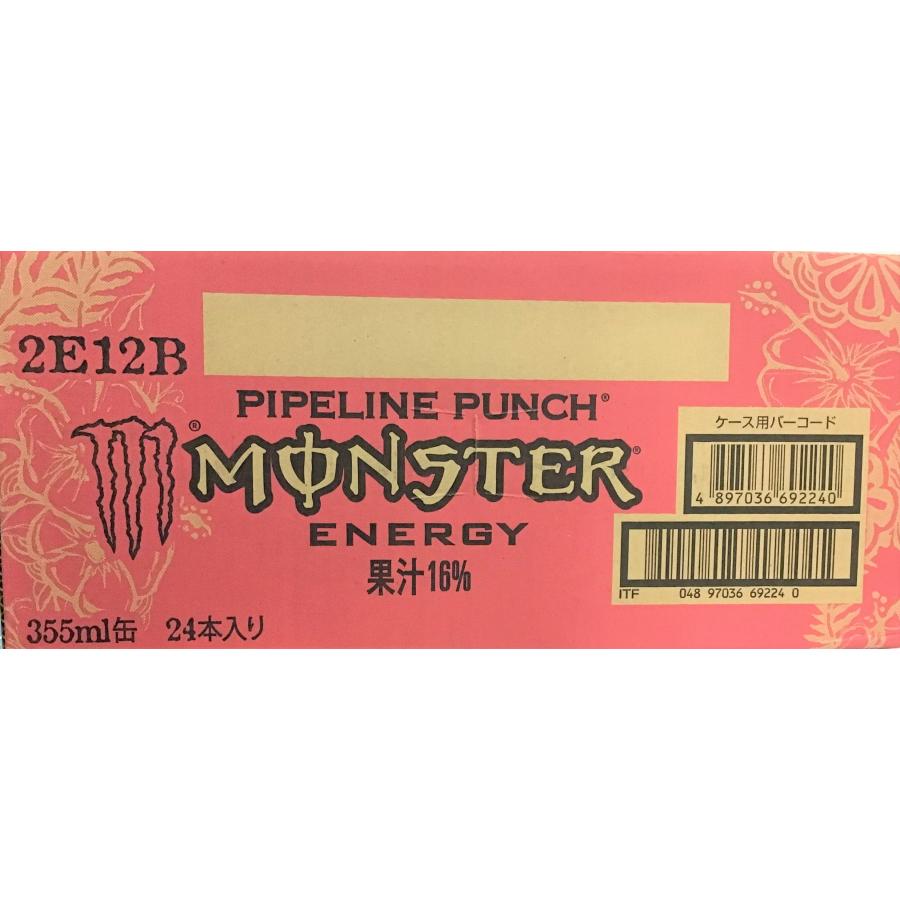 2E12B
PIPELINE PUNCH®
MONSTER®
ENERGY
果汁16%
355ml缶 24本入り
ケース用バーコード
4 897036 692240
ITF 048 97036 69224 0